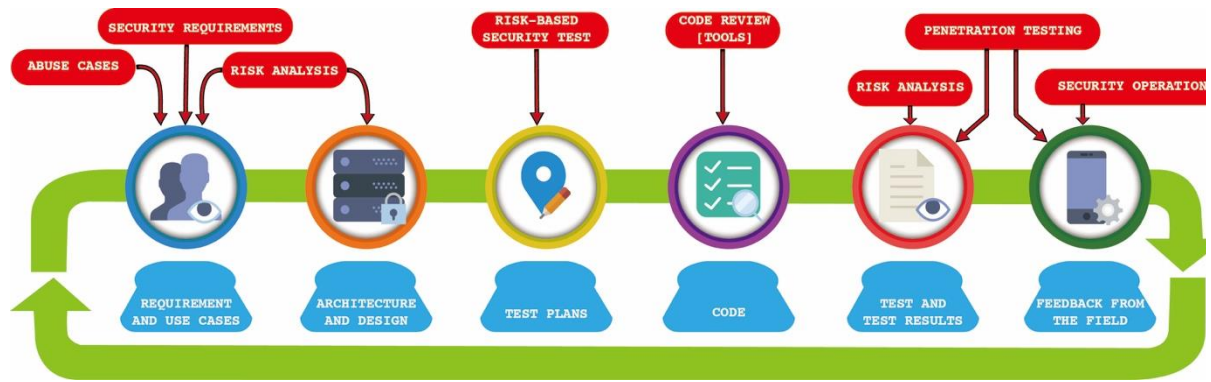 SECURITY REQUIREMENTS
ABUSE CASES
RISK ANALYSIS
RISK-BASED
SECURITY TEST
CODE REVIEW
[TOOLS]
PENETRATION TESTING
RISK ANALYSIS
SECURITY OPERATION
REQUIREMENT
AND USE CASES
ARCHITECTURE
AND DESIGN
TEST PLANS
CODE
TEST AND
TEST RESULTS
FEEDBACK FROM
THE FIELD